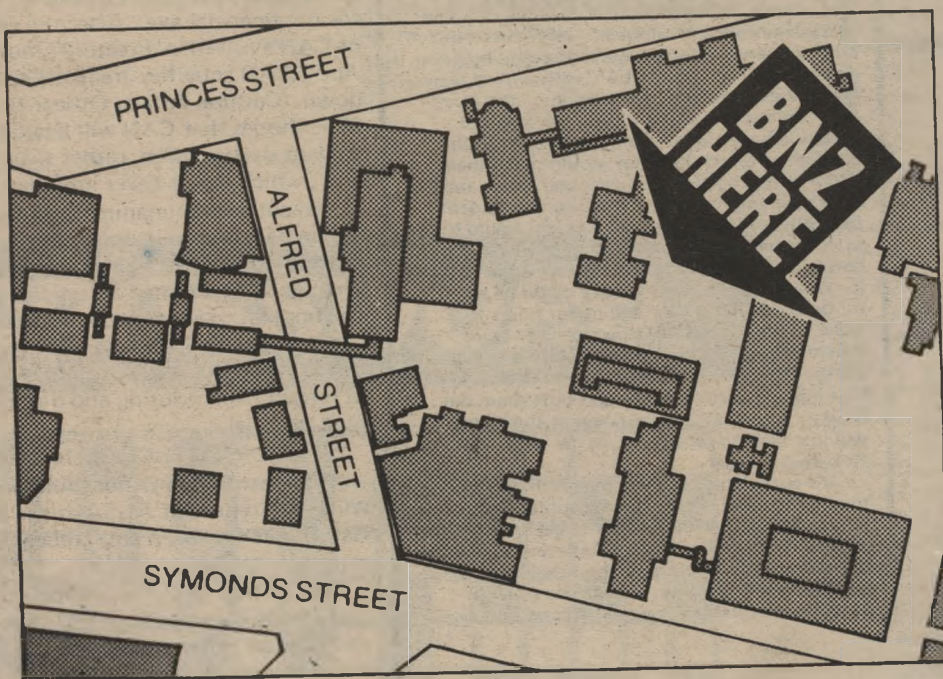 PRINCES STREET
BNZ
HERE
ALFRED
STREET
SYMONDS STREET